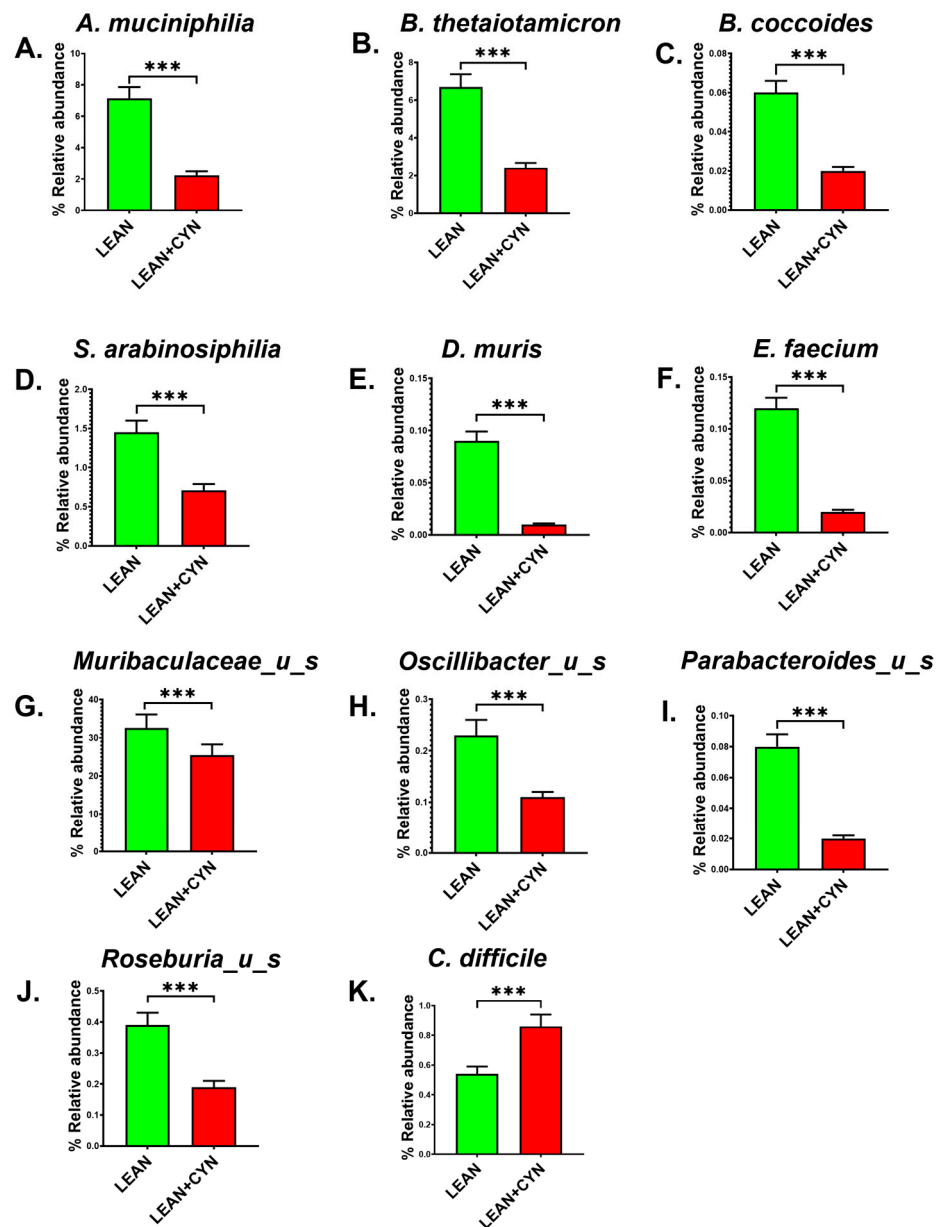 A. muciniphilia
A.
% Relative abundance
10
8
6
4
2
0
***
LEAN
LEAN+CYN
B. thetaiotamicron
B.
% Relative abundance
8
6
4
2
0
***
LEAN
LEAN+CYN
B. coccoides
C.
% Relative abundance
0.08
0.06
0.04
0.02
0.00
***
LEAN
LEAN+CYN
S. arabinosiphilia
D.
% Relative abundance
2.0
1.5
1.0
0.5
0.0
***
LEAN
LEAN+CYN
D. muris
E.
% Relative abundance
0.15
0.10
0.05
0.00
***
LEAN
LEAN+CYN
E. faecium
F.
% Relative abundance
0.15
0.10
0.05
0.00
***
LEAN
LEAN+CYN
Muribaculaceae_u_s
G.
% Relative abundance
40
30
20
10
0
***
LEAN
LEAN+CYN
Oscillibacter_u_s
H.
% Relative abundance
0.3
0.2
0.1
0.0
***
LEAN
LEAN+CYN
Parabacteroides_u_s
I.
% Relative abundance
0.10
0.08
0.06
0.04
0.02
0.00
***
LEAN
LEAN+CYN
Roseburia_u_s
J.
% Relative abundance
0.5
0.4
0.3
0.2
0.1
0.0
***
LEAN
LEAN+CYN
C. difficile
K.
% Relative abundance
1.0
0.8
0.6
0.4
0.2
0.0
***
LEAN
LEAN+CYN